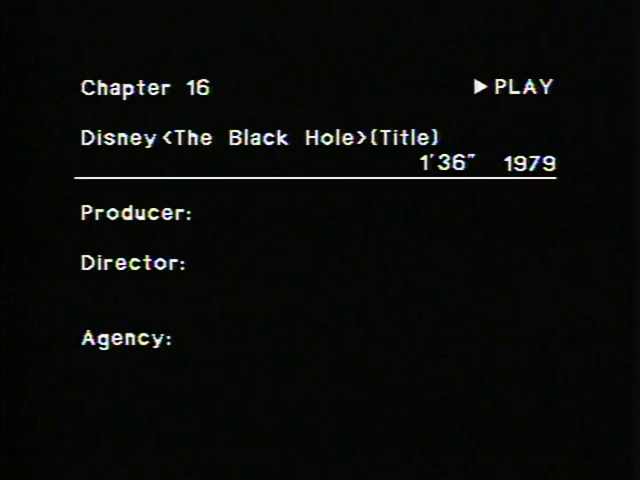 Chapter 16 ▶PLAY
Disney<The Black Hole>(Title)
1'36" 1979
Producer:
Director:
Agency: